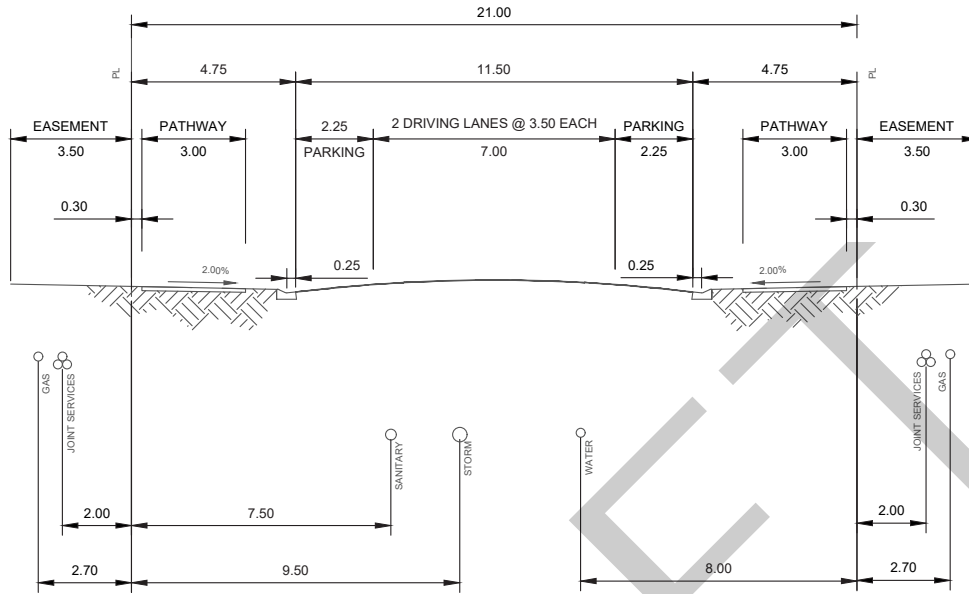 21.00
PL
4.75
11.50
4.75
PL
EASEMENT
PATHWAY
2.25
2 DRIVING LANES @ 3.50 EACH
PARKING
PATHWAY
EASEMENT
3.50
3.00
PARKING
7.00
2.25
3.00
3.50
0.30
0.30
2.00%
0.25
0.25
2.00%
GAS
JOINT SERVICES
SANITARY
STORM
WATER
JOINT SERVICES
GAS
2.00
7.50
2.00
2.70
9.50
8.00
2.70